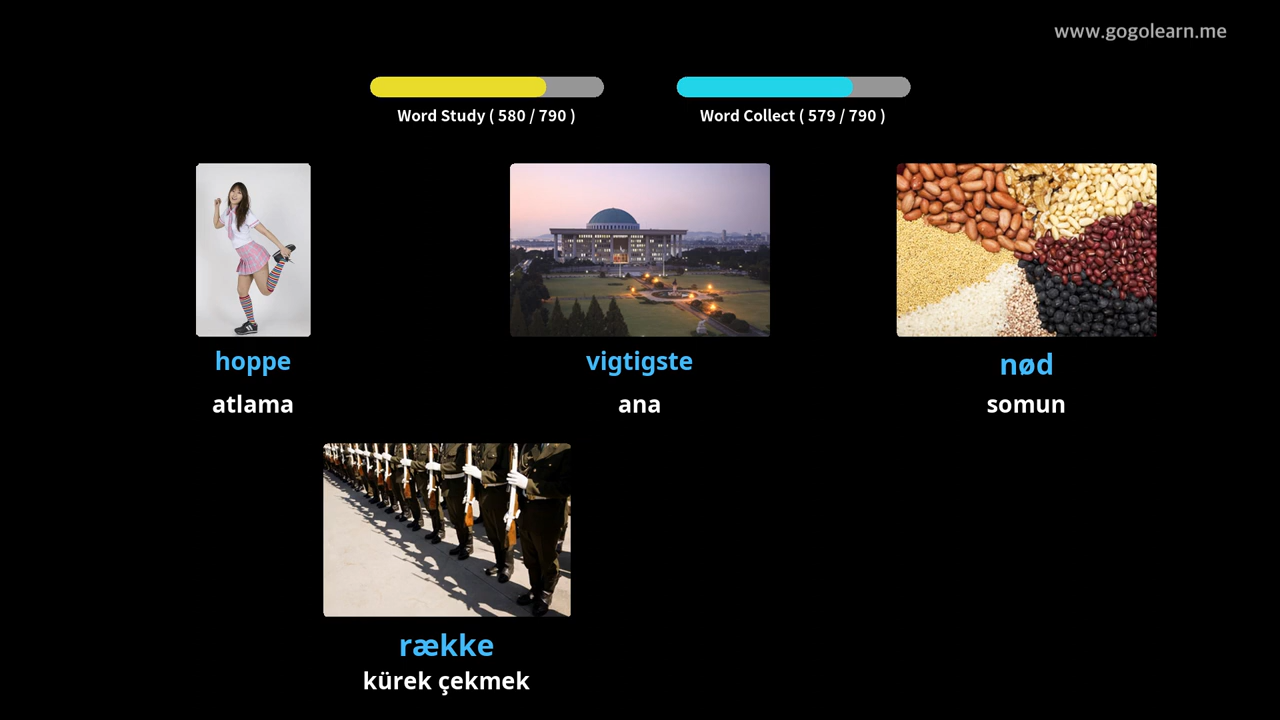 www.gogolearn.me
Word Study ( 580 / 790 )
Word Collect ( 579 / 790 )
hoppe
atlama
vigtigste
ana
nød
somun
række
kürek çekmek